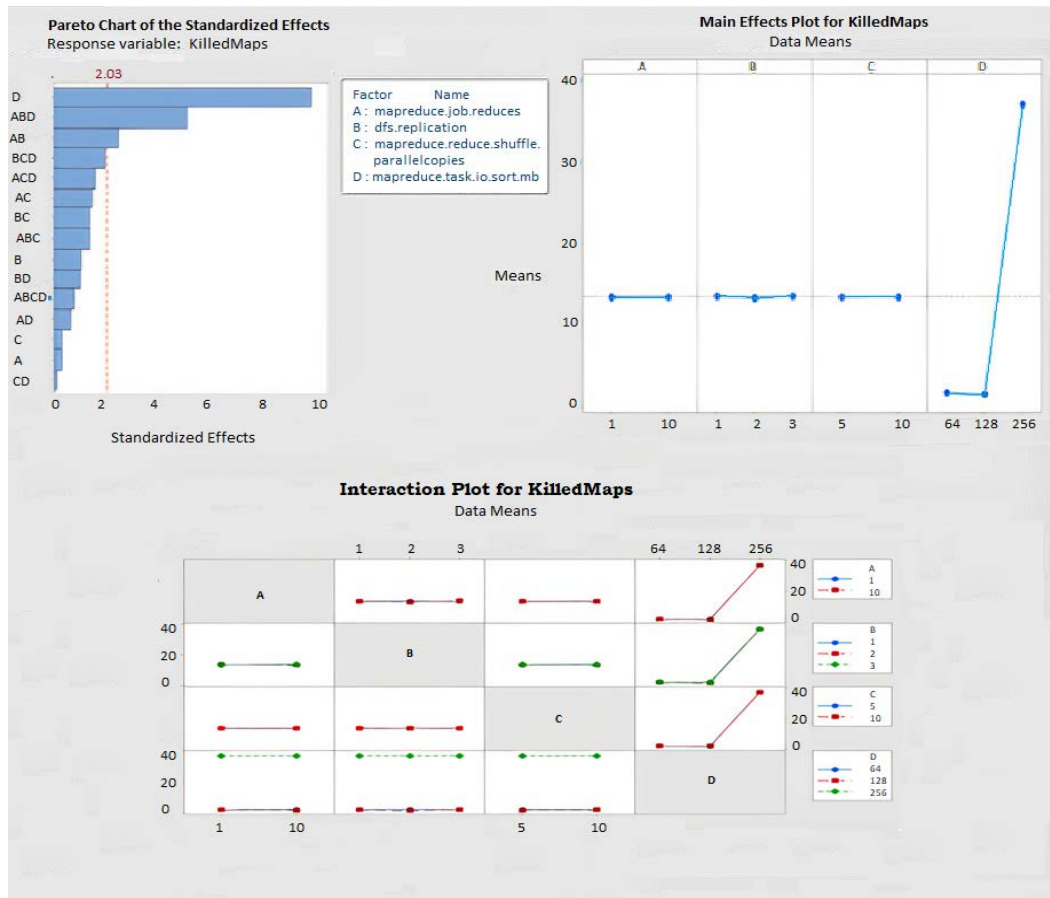 Pareto Chart of the Standardized Effects
Response variable: KilledMaps
2.03
D
ABD
AB
BCD
ACD
AC
BC
ABC
B
BD
ABCD
AD
C
A
CD
0 2 4 6 8 10
Standardized Effects
Factor Name
A : mapreduce.job.reduces
B : dfs.replication
C : mapreduce.reduce.shuffle.
parallelcopies
D : mapreduce.task.io.sort.mb
Main Effects Plot for KilledMaps
Data Means
A B C D
40
30
20
10
0
Means
1 10 1 2 3 5 10 64 128 256
Interaction Plot for KilledMaps
Data Means
1 2 3 64 128 256
A
40
20
0
A
1
10
40
20
0
B
B
1
2
3
C
40
20
0
C
5
10
40
20
0
D
D
64
128
256
1 10 5 10